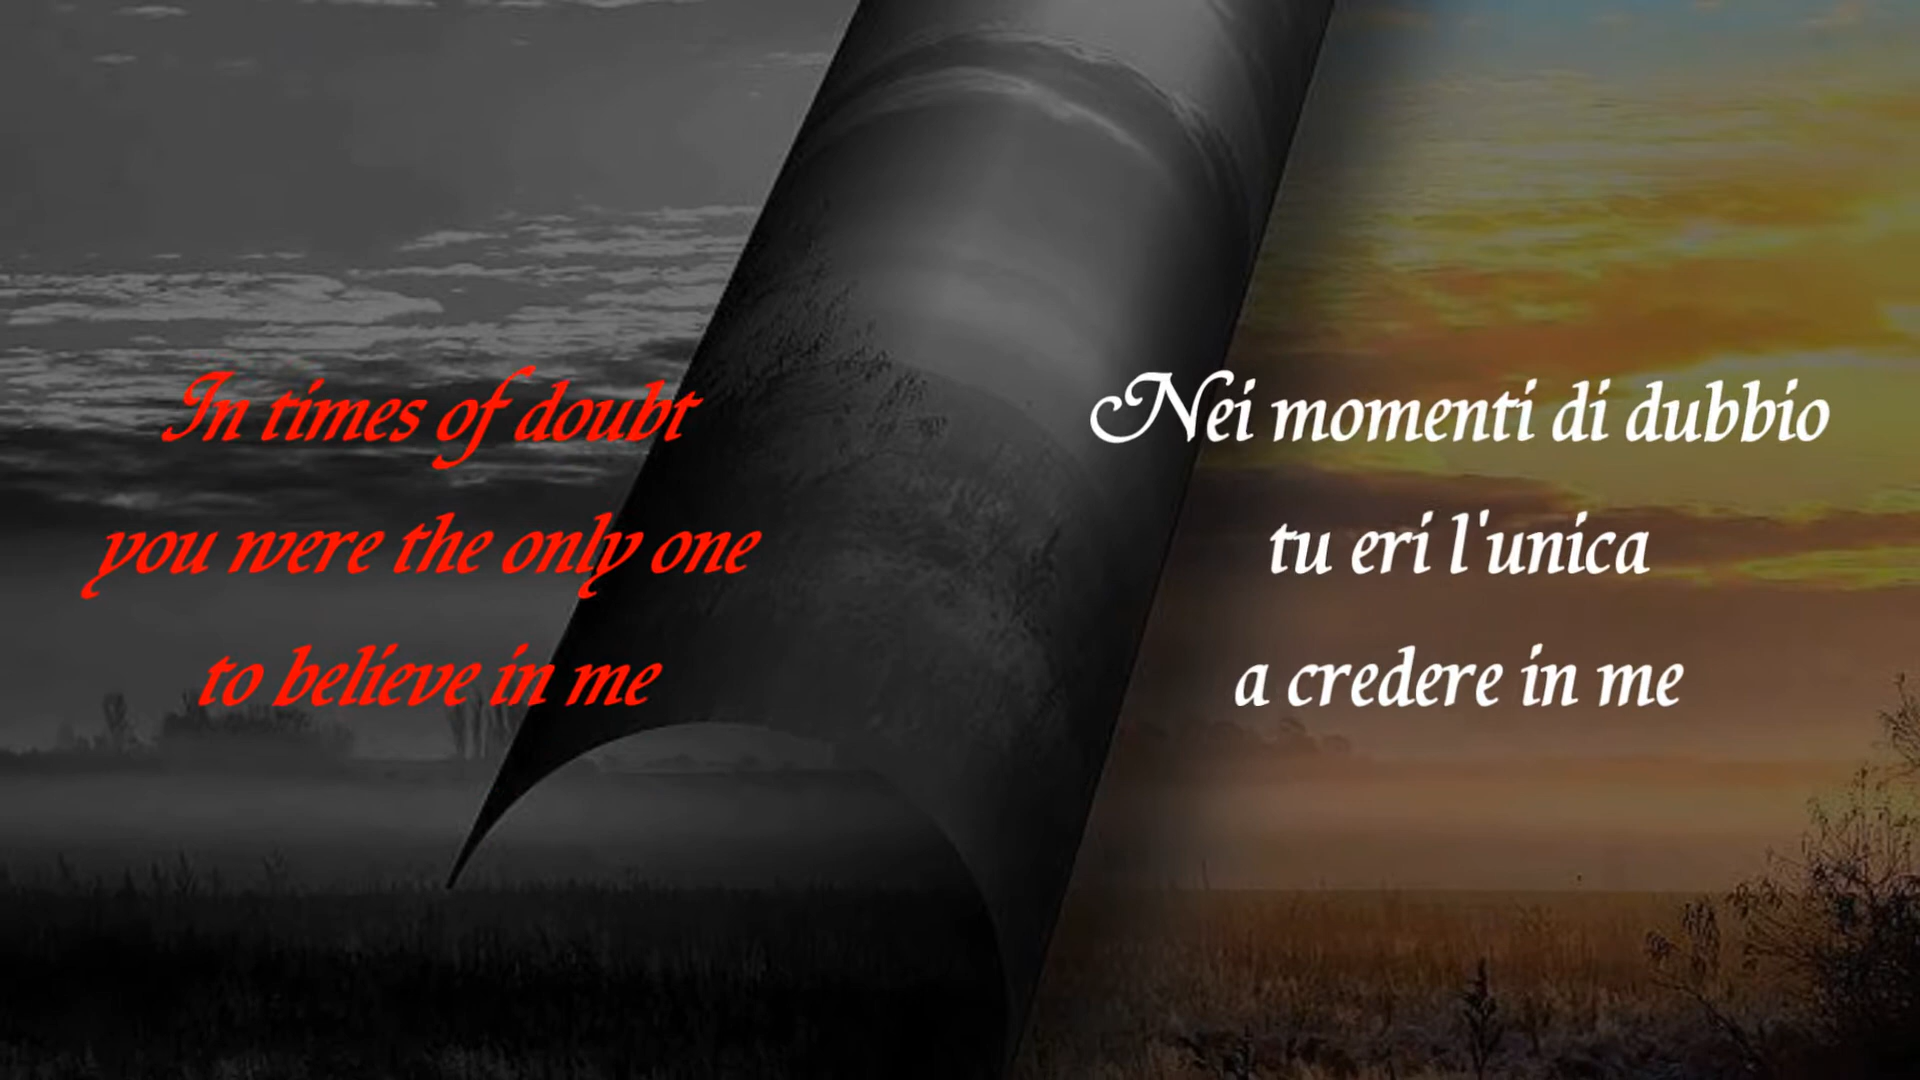 In times of doubt
you were the only one
to believe in me
Nei momenti di dubbio
tu eri l'unica
a credere in me